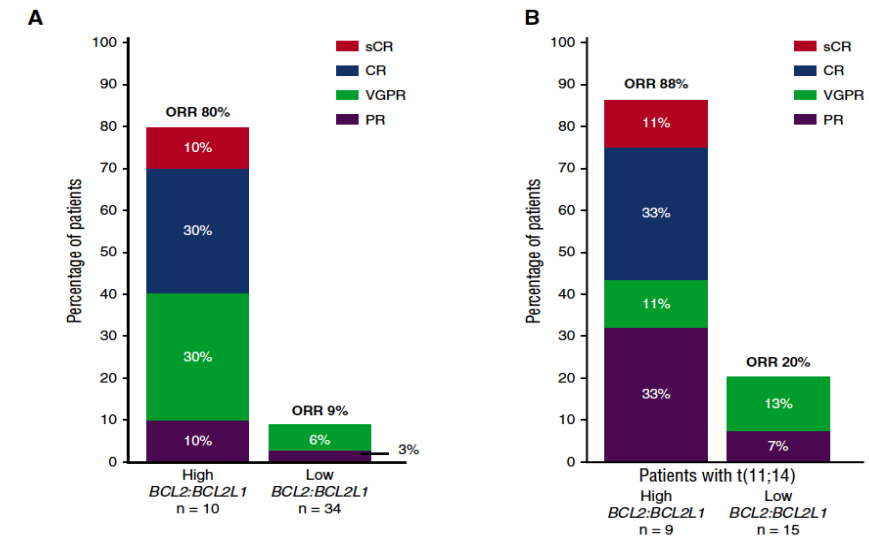 A
100
90
80
70
60
50
40
30
20
10
0
Percentage of patients
sCR
CR
VGPR
PR
ORR 80%
10%
30%
30%
10%
ORR 9%
6%
3%
High
BCL2:BCL2L1
n = 10
Low
BCL2:BCL2L1
n = 34
B
100
90
80
70
60
50
40
30
20
10
0
Percentage of patients
sCR
CR
VGPR
PR
ORR 88%
11%
33%
11%
33%
ORR 20%
13%
7%
Patients with t(11;14)
High
BCL2:BCL2L1
n = 9
Low
BCL2:BCL2L1
n = 15